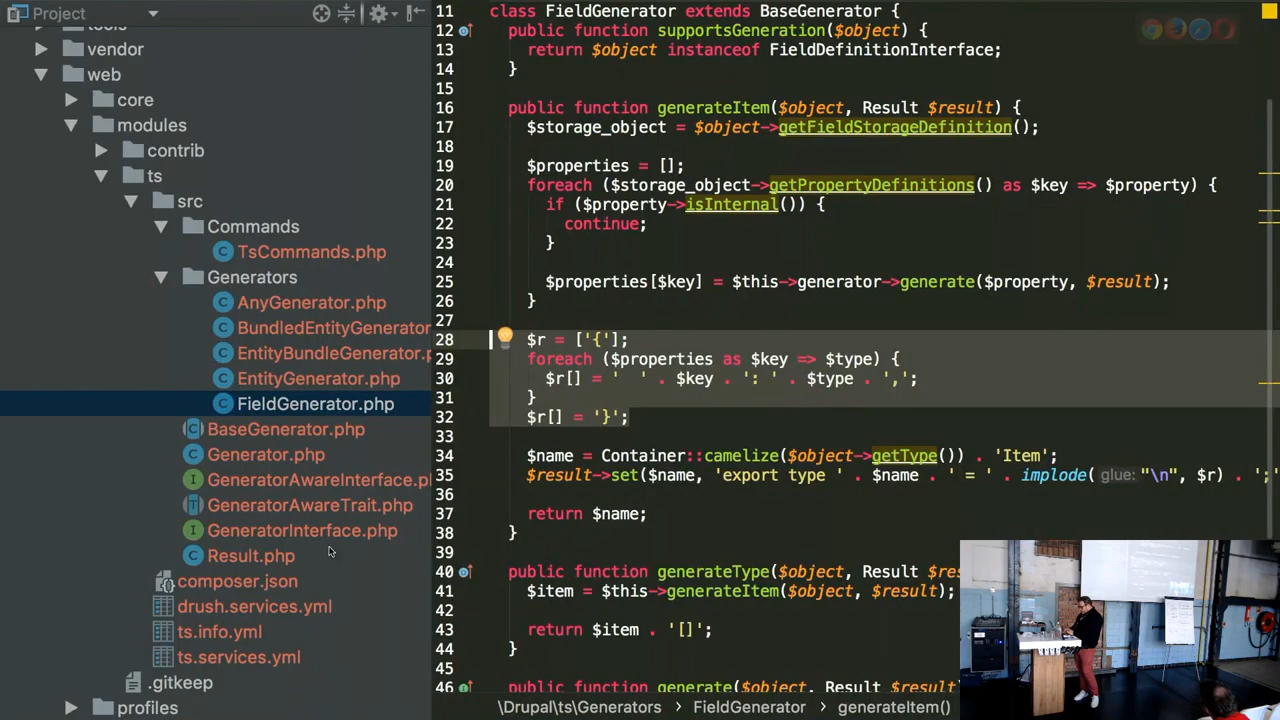 Project
tools
vendor
web
core
modules
contrib
ts
src
Commands
TsCommands.php
Generators
AnyGenerator.php
BundledEntityGenerator
EntityBundleGenerator.p
EntityGenerator.php
FieldGenerator.php
BaseGenerator.php
Generator.php
GeneratorAwareInterface.p
GeneratorAwareTrait.php
GeneratorInterface.php
Result.php
composer.json
drush.services.yml
ts.info.yml
ts.services.yml
.gitkeep
profiles
11 class FieldGenerator extends BaseGenerator {
12 public function supportsGeneration($object) {
13 return $object instanceof FieldDefinitionInterface;
14 }
15
16 public function generateItem($object, Result $result) {
17 $storage_object = $object->getFieldStorageDefinition();
18
19 $properties = [];
20 foreach ($storage_object->getPropertyDefinitions() as $key => $property) {
21 if ($property->isInternal()) {
22 continue;
23 }
24
25 $properties[$key] = $this->generator->generate($property, $result);
26 }
27
28 $r = ['{'];
29 foreach ($properties as $key => $type) {
30 $r[] = '  ' . $key . ': ' . $type . ',';
31 }
32 $r[] = '}';
33
34 $name = Container::camelize($object->getType()) . 'Item';
35 $result->set($name, 'export type ' . $name . ' = ' . implode( glue: "\n", $r) . ';
36
37 return $name;
38 }
39
40 public function generateType($object, Result $re
41 $item = $this->generateItem($object, $result);
42
43 return $item . '[]';
44 }
45
46 public function generate($object, Result $result
\Drupal\ts\Generators > FieldGenerator > generateItem()